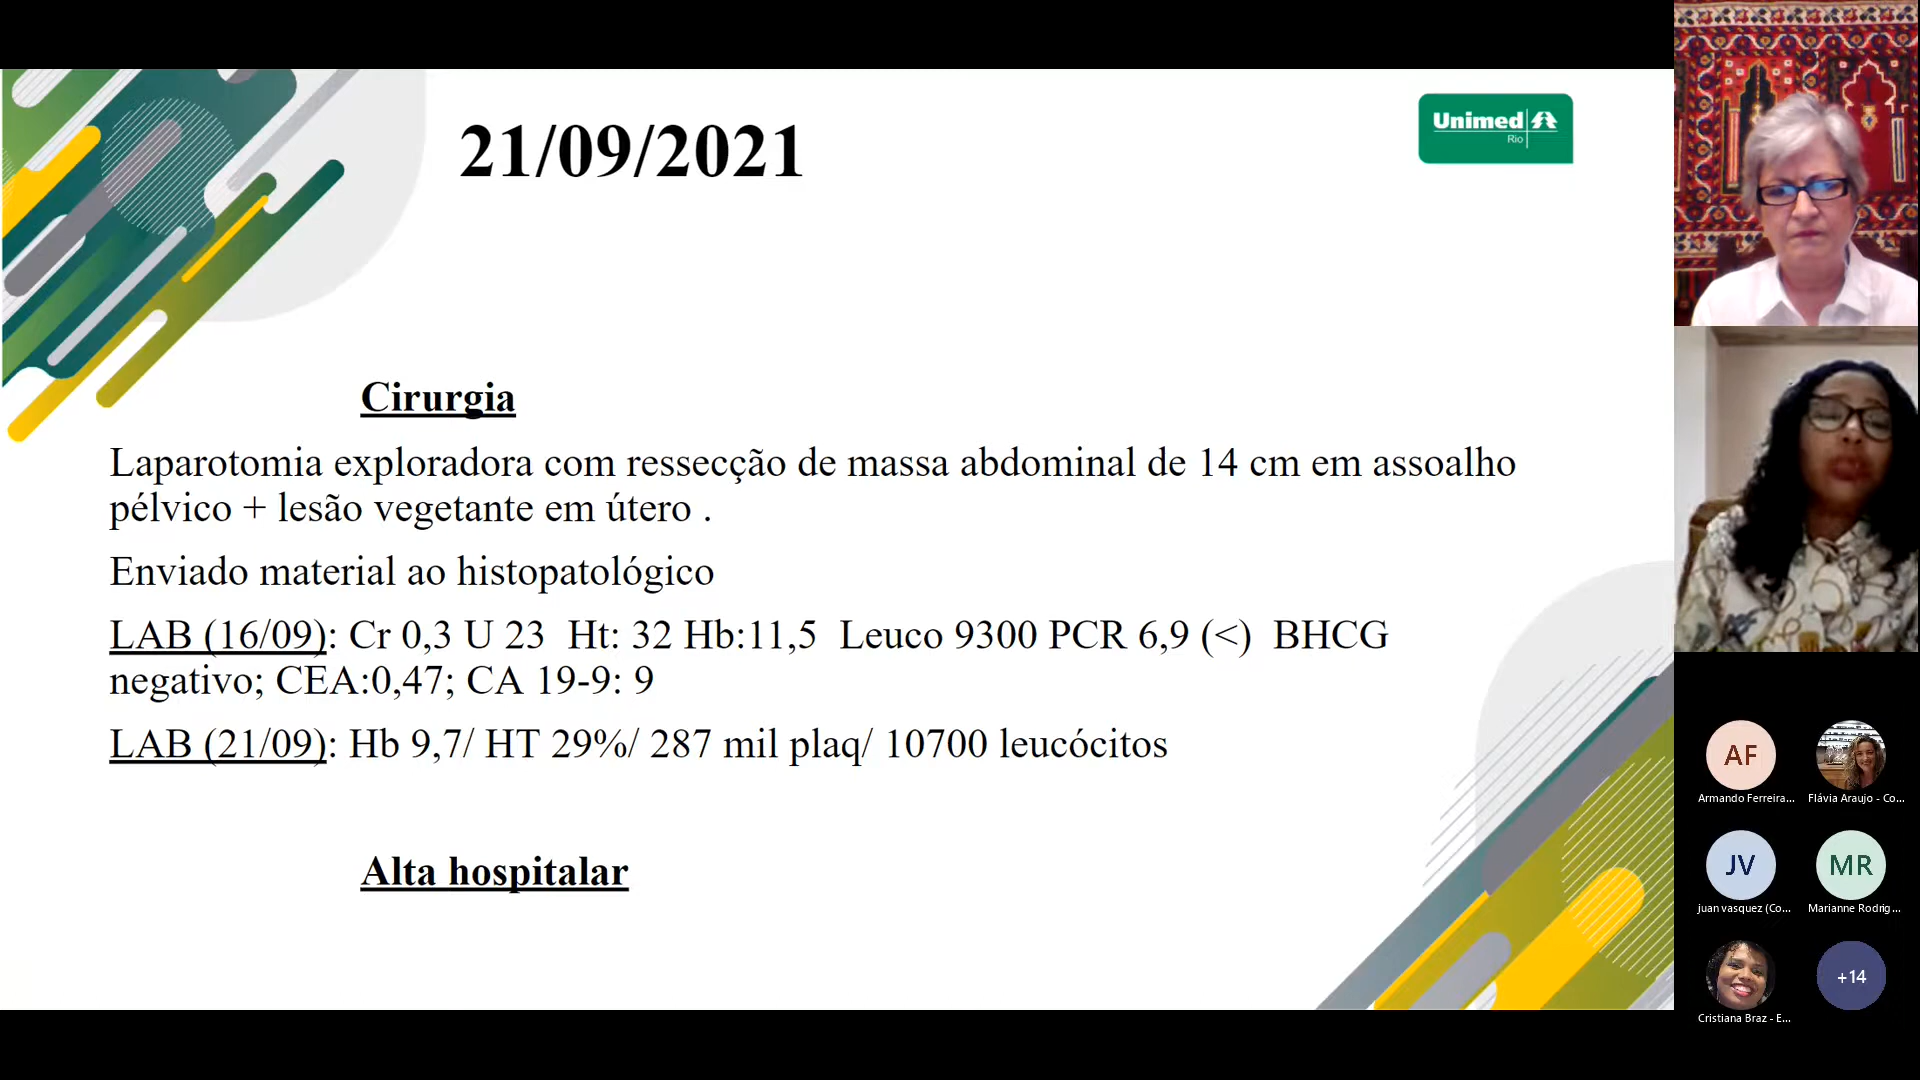 21/09/2021
Unimed
Rio
Cirurgia
Laparotomia exploradora com ressecção de massa abdominal de 14 cm em assoalho
pélvico + lesão vegetante em útero .
Enviado material ao histopatológico
LAB (16/09): Cr 0,3 U 23 Ht: 32 Hb:11,5 Leuco 9300 PCR 6,9 (<) BHCG
negativo; CEA:0,47; CA 19-9: 9
LAB (21/09): Hb 9,7/ HT 29%/ 287 mil plaq/ 10700 leucócitos
Alta hospitalar
AF
Armando Ferreira...
Flávia Araujo - Co...
JV
MR
juan vasquez (Co...
Marianne Rodrig...
+14
Cristiana Braz - E...